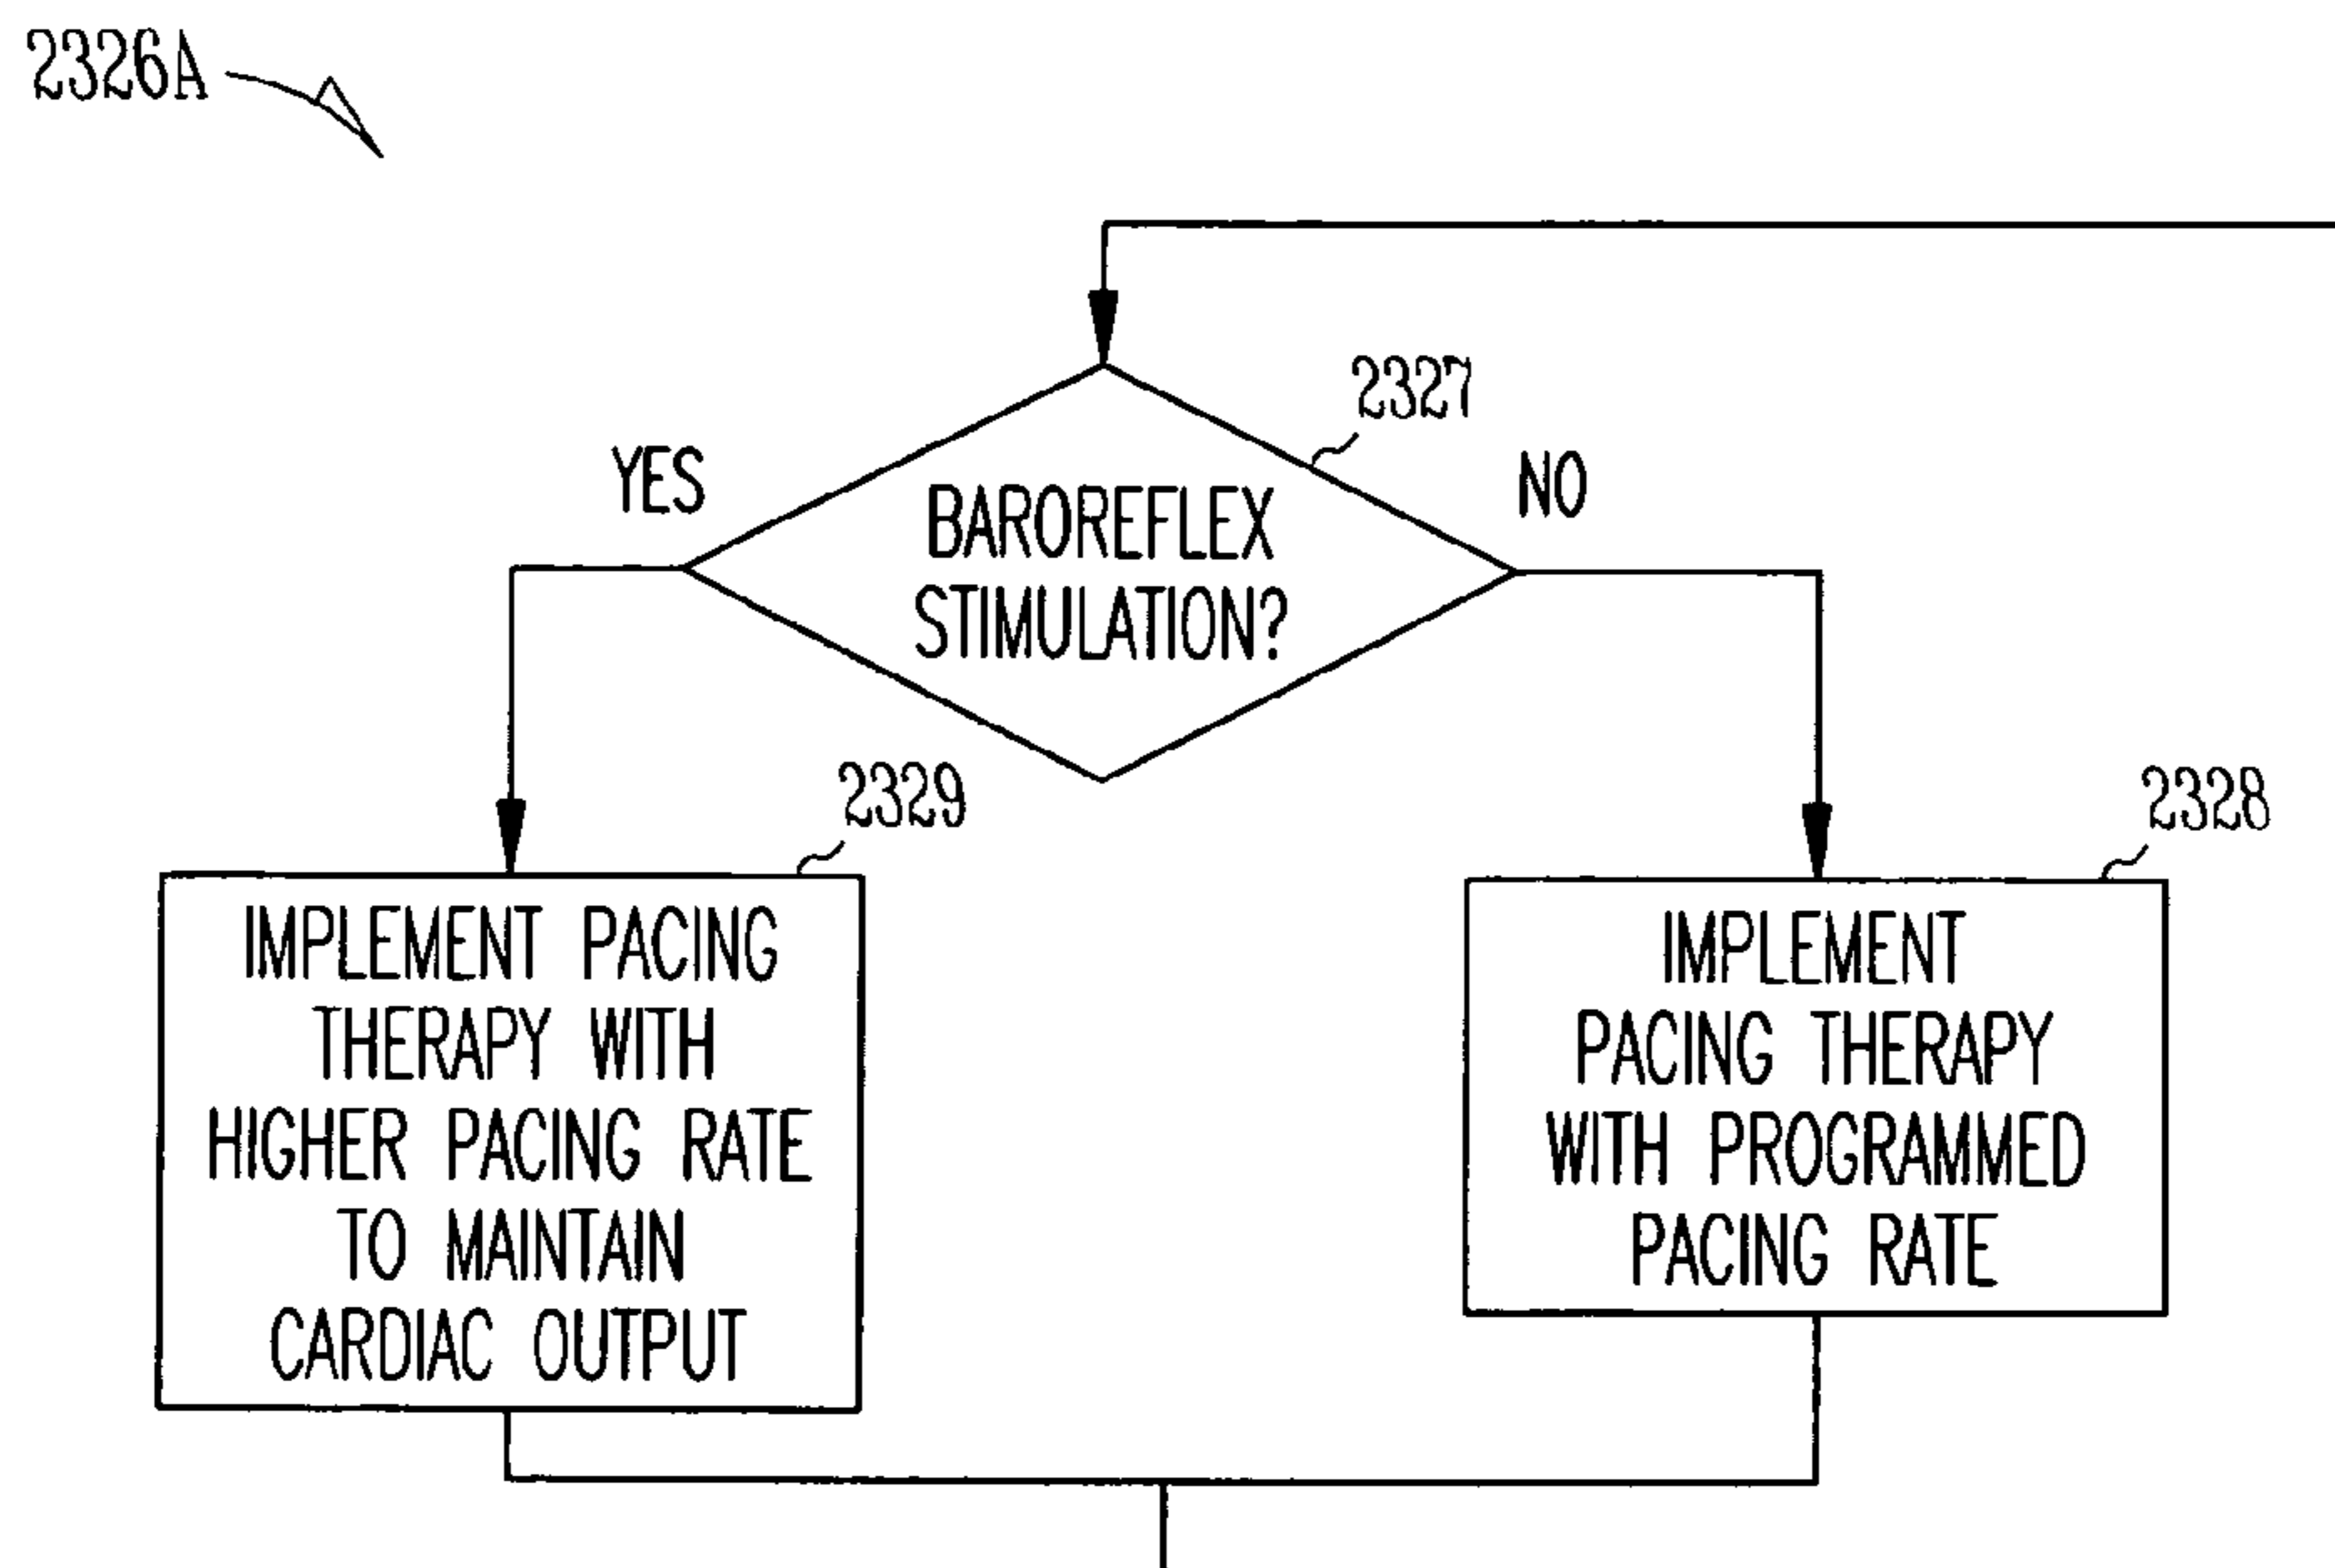 2326A
2327
YES
NO
BAROREFLEX
STIMULATION?
2329
2328
IMPLEMENT PACING
THERAPY WITH
HIGHER PACING RATE
TO MAINTAIN
CARDIAC OUTPUT
IMPLEMENT
PACING THERAPY
WITH PROGRAMMED
PACING RATE